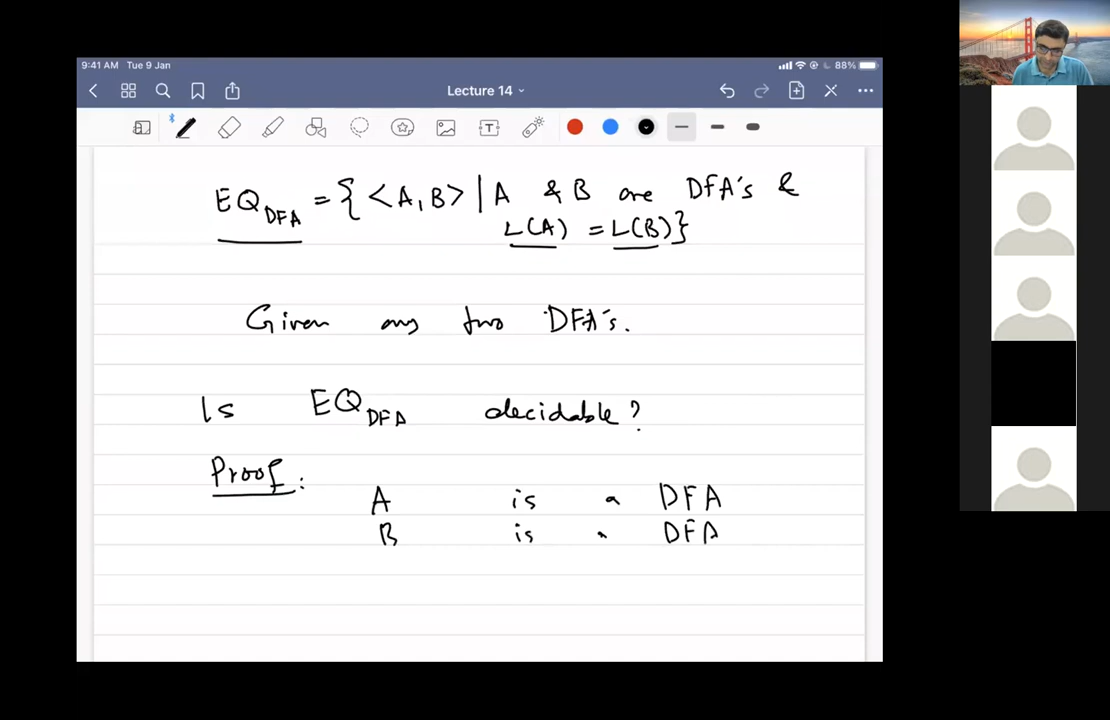 9:41 AM Tue 9 Jan
88%
Lecture 14
EQ_DFA = {<A, B> | A & B are DFA's &
L(A) = L(B)}
Given any two DFA's.
Is EQ_DFA decidable?
Proof:
A is a DFA
B is a DFA